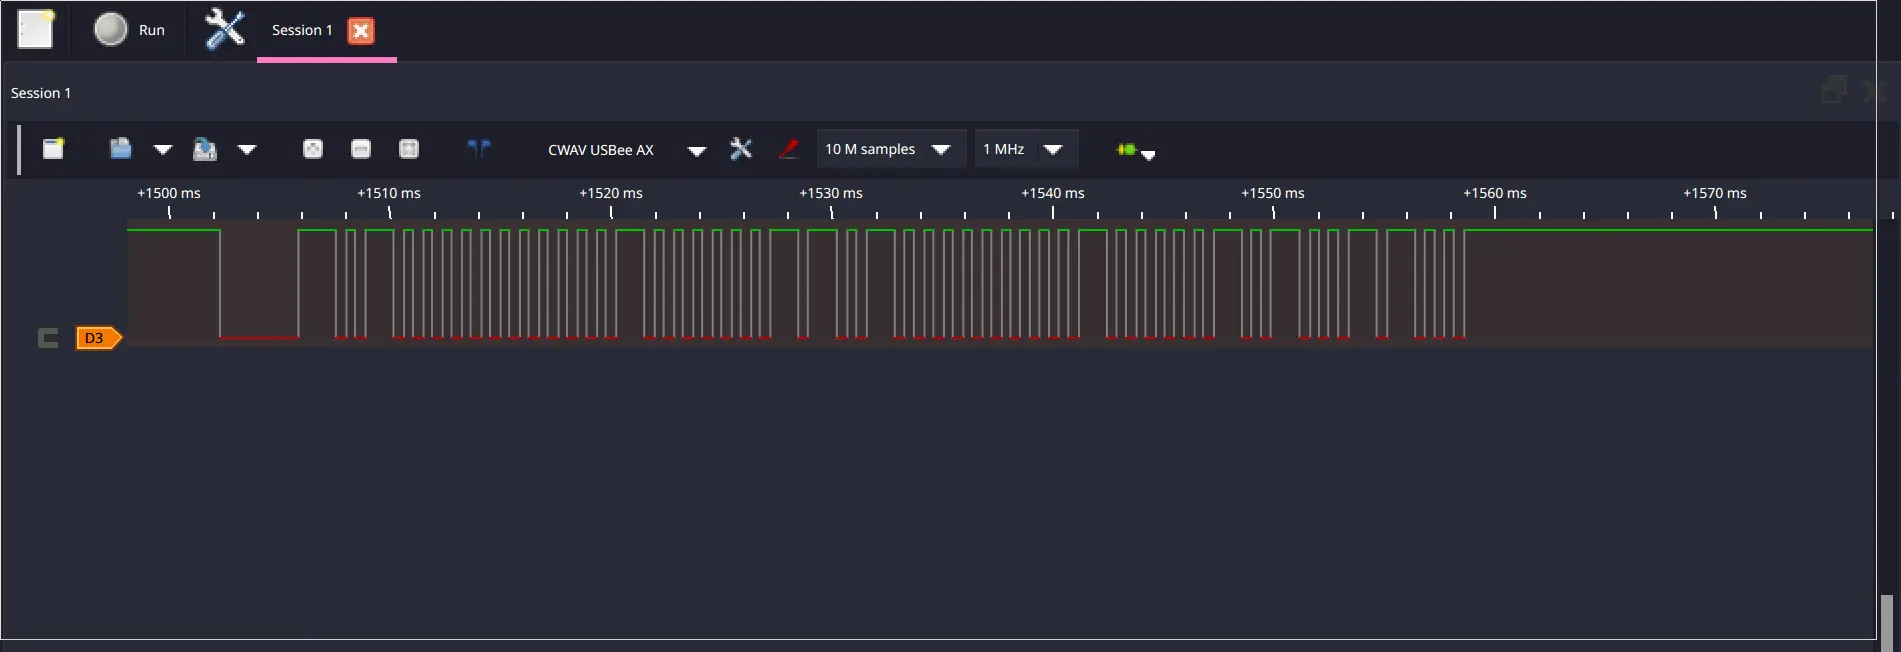 Run
Session 1
Session 1
CWAV USBee AX
10 M samples
1 MHz
+1500 ms +1510 ms +1520 ms +1530 ms +1540 ms +1550 ms +1560 ms +1570 ms
D3